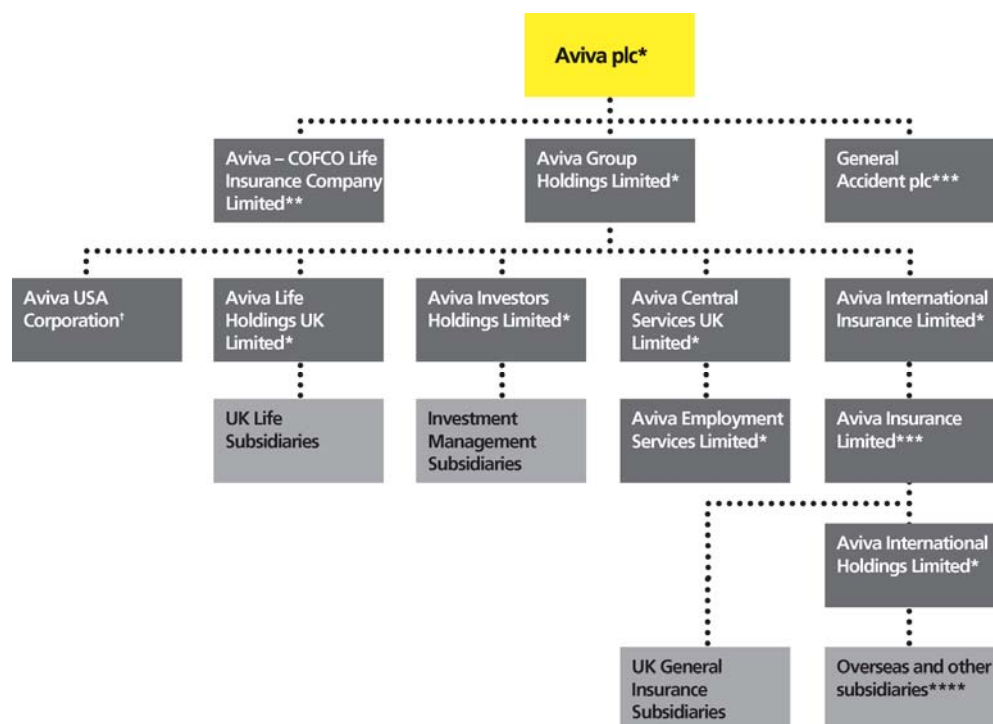 Aviva plc*
Aviva – COFCO Life
Insurance Company
Limited**
Aviva Group
Holdings Limited*
General
Accident plc***
Aviva USA
Corporation†
Aviva Life
Holdings UK
Limited*
Aviva Investors
Holdings Limited*
Aviva Central
Services UK
Limited*
Aviva International
Insurance Limited*
UK Life
Subsidiaries
Investment
Management
Subsidiaries
Aviva Employment
Services Limited*
Aviva Insurance
Limited***
Aviva International
Holdings Limited*
UK General
Insurance
Subsidiaries
Overseas and other
subsidiaries****